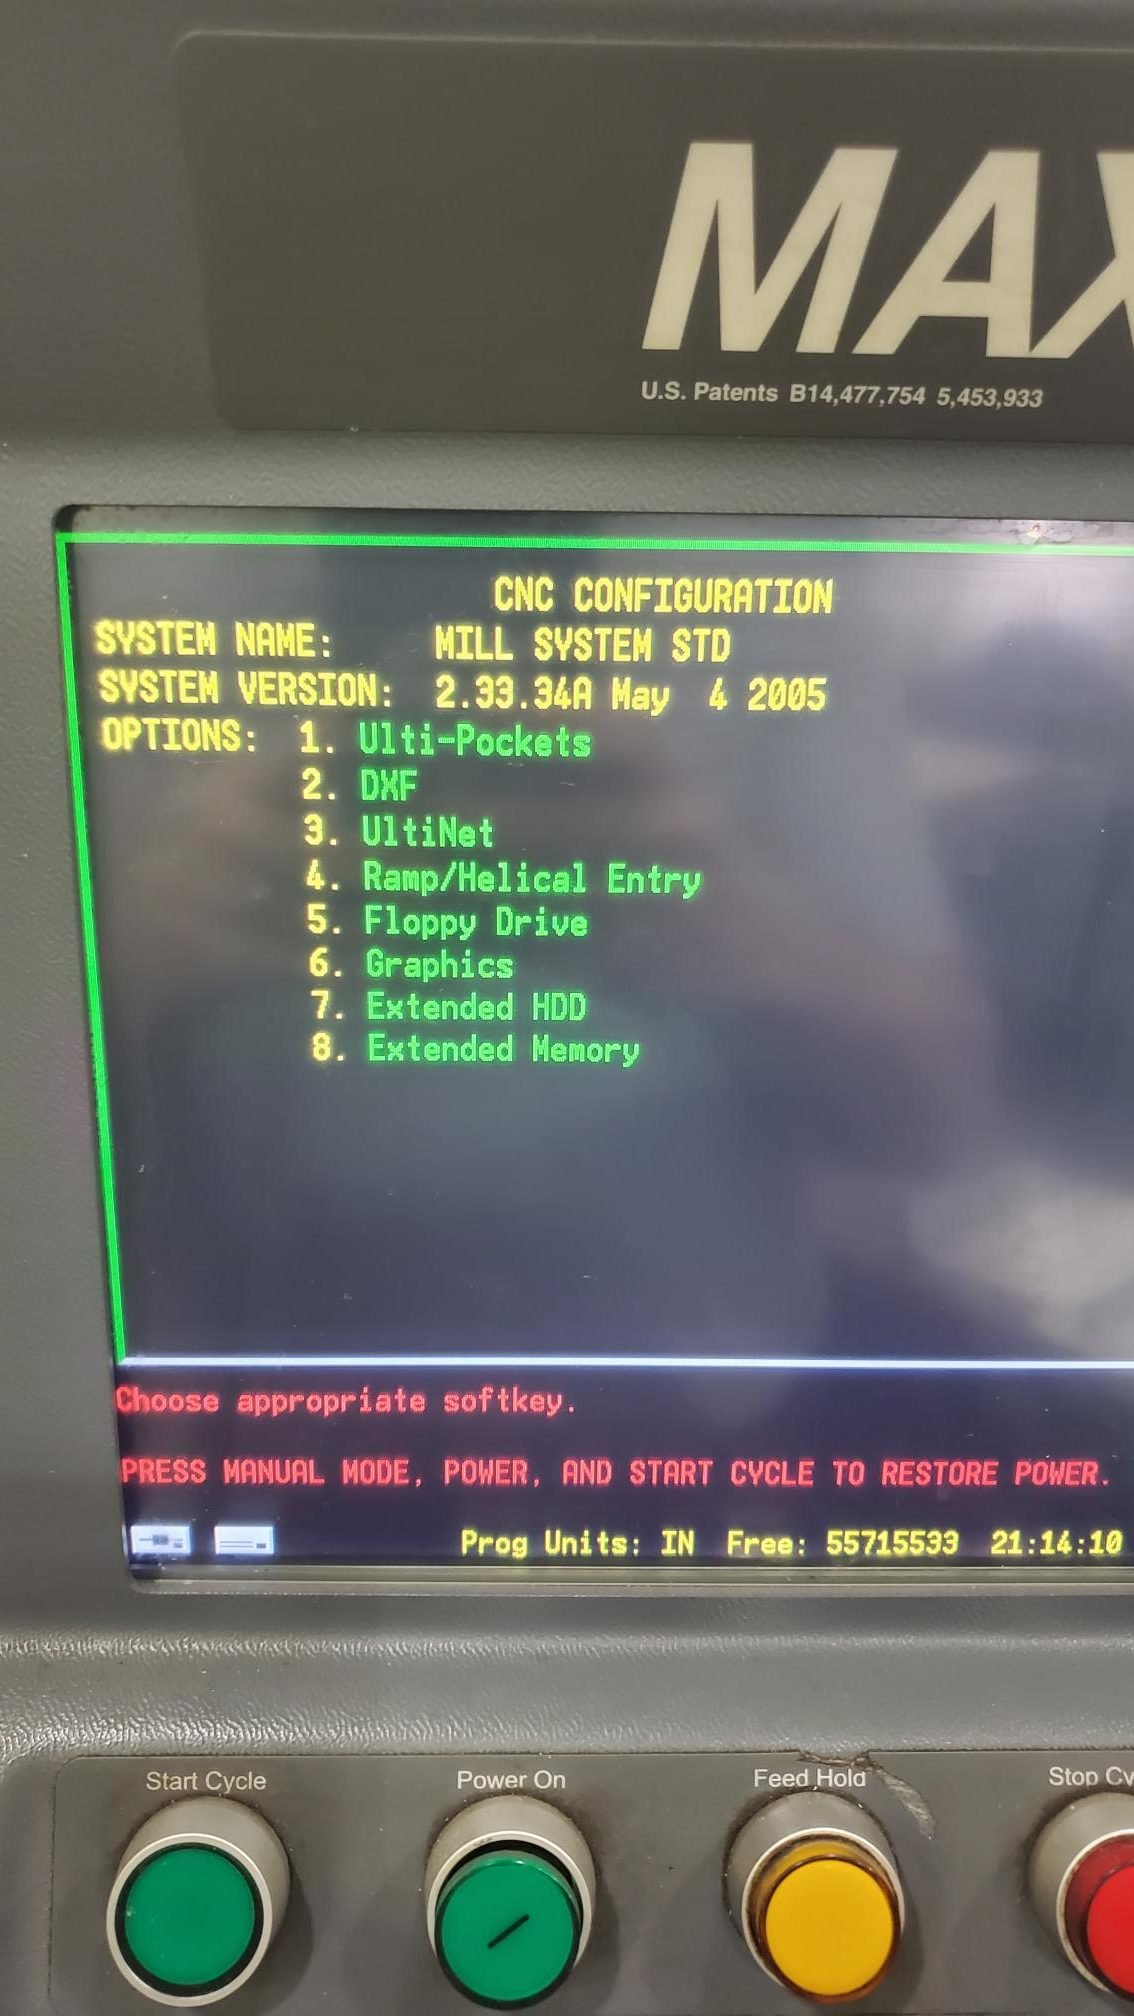 MAX
U.S. Patents B14,477,754 5,453,933
CNC CONFIGURATION
SYSTEM NAME: MILL SYSTEM STD
SYSTEM VERSION: 2.33.34A May 4 2005
OPTIONS: 1. Ulti-Pockets
2. DXF
3. UltiNet
4. Ramp/Helical Entry
5. Floppy Drive
6. Graphics
7. Extended HDD
8. Extended Memory
Choose appropriate softkey.
PRESS MANUAL MODE, POWER, AND START CYCLE TO RESTORE POWER.
Prog Units: IN Free: 55715533 21:14:10
Start Cycle Power On Feed Hold Stop Cy